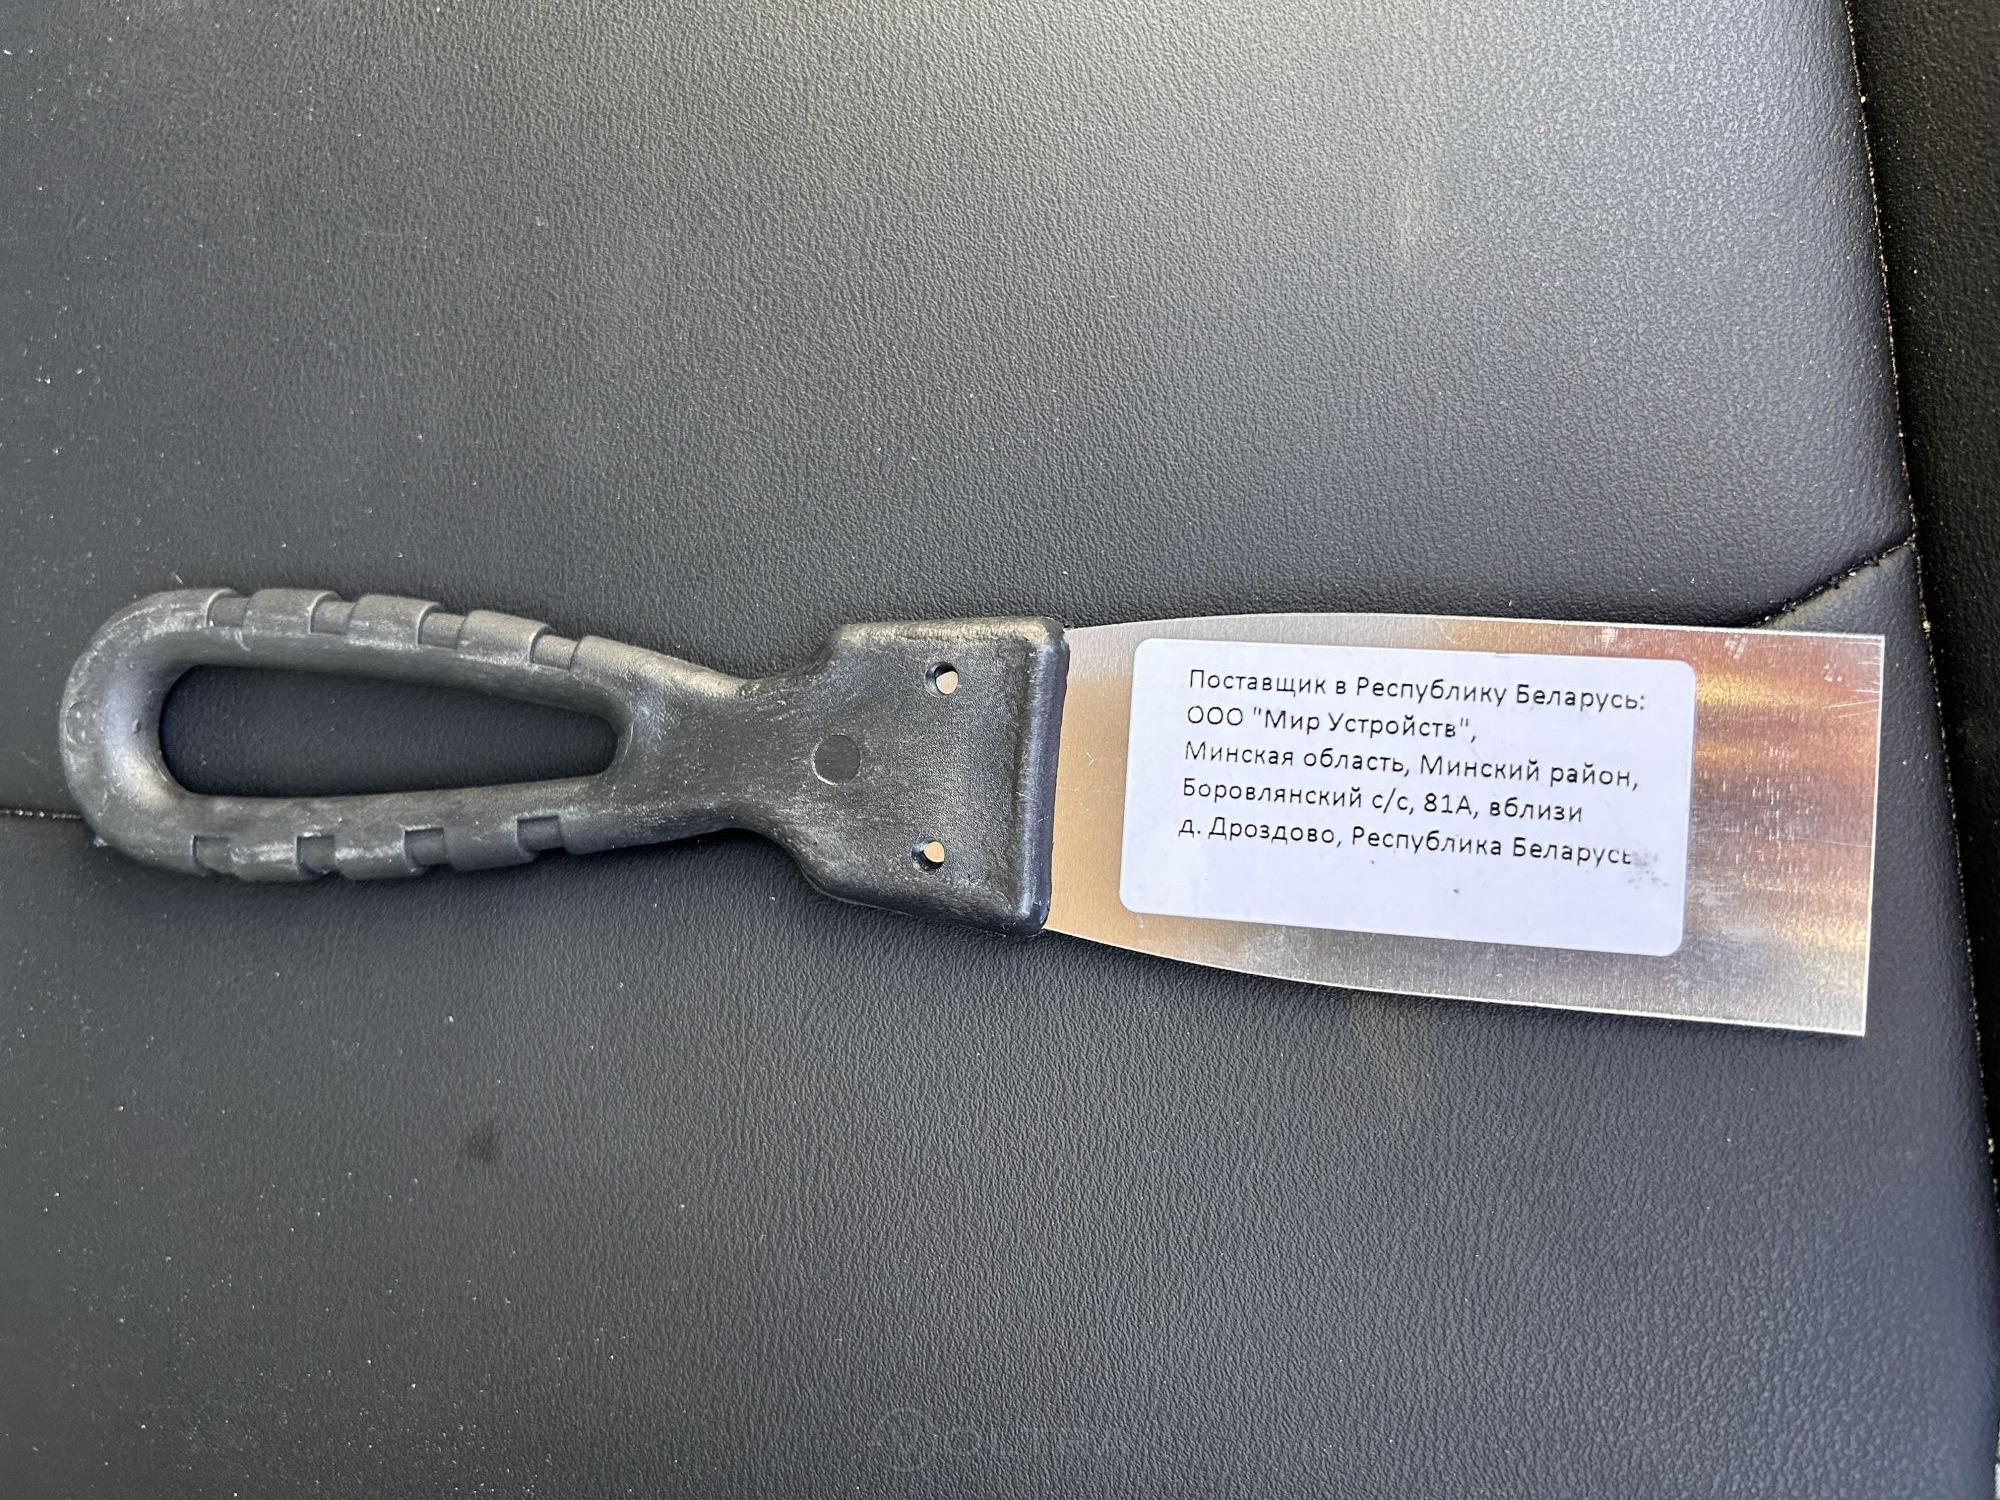 Поставщик в Республику Беларусь:
ООО "Мир Устройств",
Минская область, Минский район,
Боровлянский с/с, 81А, вблизи
д. Дроздово, Республика Беларусь